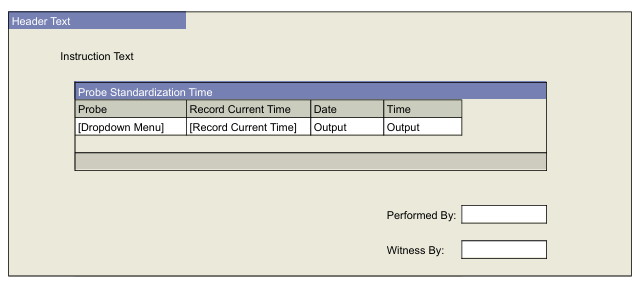 Header Text
Instruction Text
Probe Standardization Time
Probe Record Current Time Date Time
[Dropdown Menu] [Record Current Time] Output Output
Performed By:
Witness By: